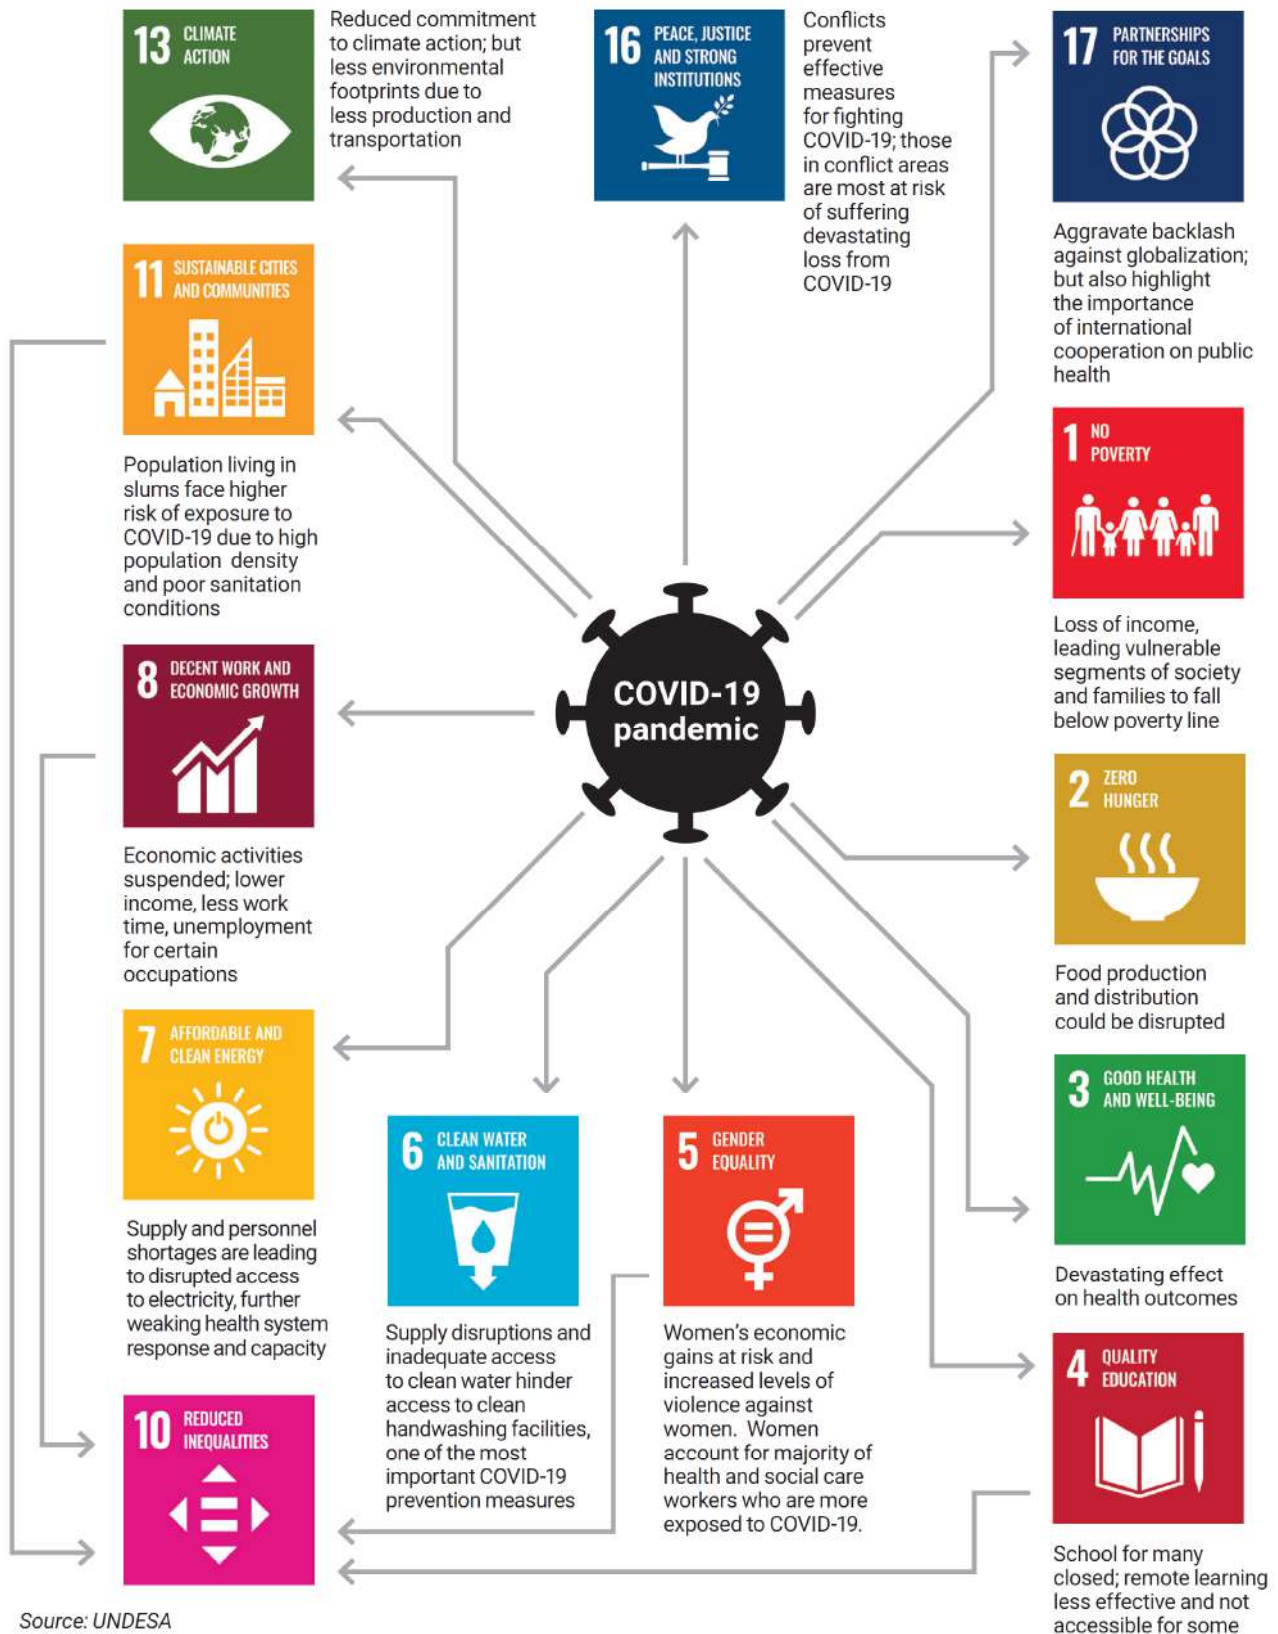 13 CLIMATE
ACTION
Reduced commitment
to climate action; but
less environmental
footprints due to
less production and
transportation
16 PEACE, JUSTICE
AND STRONG
INSTITUTIONS
Conflicts
prevent
effective
measures
for fighting
COVID-19; those
in conflict areas
are most at risk
of suffering
devastating
loss from
COVID-19
17 PARTNERSHIPS
FOR THE GOALS
Aggravate backlash
against globalization;
but also highlight
the importance
of international
cooperation on public
health
11 SUSTAINABLE CITIES
AND COMMUNITIES
Population living in
slums face higher
risk of exposure to
COVID-19 due to high
population density
and poor sanitation
conditions
1 NO
POVERTY
Loss of income,
leading vulnerable
segments of society
and families to fall
below poverty line
COVID-19
pandemic
8 DECENT WORK AND
ECONOMIC GROWTH
Economic activities
suspended; lower
income, less work
time, unemployment
for certain
occupations
2 ZERO
HUNGER
Food production
and distribution
could be disrupted
7 AFFORDABLE AND
CLEAN ENERGY
Supply and personnel
shortages are leading
to disrupted access
to electricity, further
weaking health system
response and capacity
6 CLEAN WATER
AND SANITATION
Supply disruptions and
inadequate access
to clean water hinder
access to clean
handwashing facilities,
one of the most
important COVID-19
prevention measures
5 GENDER
EQUALITY
Women's economic
gains at risk and
increased levels of
violence against
women. Women
account for majority of
health and social care
workers who are more
exposed to COVID-19.
3 GOOD HEALTH
AND WELL-BEING
Devastating effect
on health outcomes
4 QUALITY
EDUCATION
School for many
closed; remote learning
less effective and not
accessible for some
10 REDUCED
INEQUALITIES
Source: UNDESA